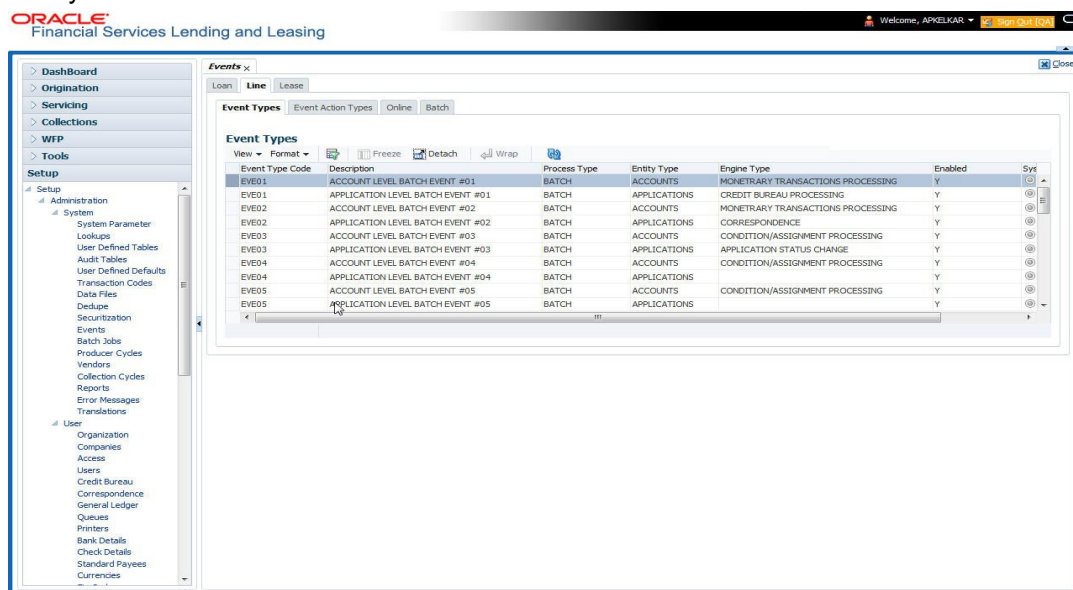 ORACLE
Financial Services Lending and Leasing
Welcome, APKELKAR
Sign Out [QA]
DashBoard
Origination
Servicing
Collections
WFP
Tools
Setup
Setup
Administration
System
System Parameter
Lookups
User Defined Tables
Audit Tables
User Defined Defaults
Transaction Codes
Data Files
Dedupe
Securitization
Events
Batch Jobs
Producer Cycles
Vendors
Collection Cycles
Reports
Error Messages
Translations
User
Organization
Companies
Access
Users
Credit Bureau
Correspondence
General Ledger
Queues
Printers
Bank Details
Check Details
Standard Payees
Currencies
Events
Close
Loan Line Lease
Event Types Event Action Types Online Batch
Event Types
View Format Freeze Detach Wrap
Event Type Code Description Process Type Entity Type Engine Type Enabled Sys
EVE01 ACCOUNT LEVEL BATCH EVENT #01 BATCH ACCOUNTS MONETRARY TRANSACTIONS PROCESSING Y
EVE01 APPLICATION LEVEL BATCH EVENT #01 BATCH APPLICATIONS CREDIT BUREAU PROCESSING Y
EVE02 ACCOUNT LEVEL BATCH EVENT #02 BATCH ACCOUNTS MONETRARY TRANSACTIONS PROCESSING Y
EVE02 APPLICATION LEVEL BATCH EVENT #02 BATCH APPLICATIONS CORRESPONDENCE Y
EVE03 ACCOUNT LEVEL BATCH EVENT #03 BATCH ACCOUNTS CONDITION/ASSIGNMENT PROCESSING Y
EVE03 APPLICATION LEVEL BATCH EVENT #03 BATCH APPLICATIONS APPLICATION STATUS CHANGE Y
EVE04 ACCOUNT LEVEL BATCH EVENT #04 BATCH ACCOUNTS CONDITION/ASSIGNMENT PROCESSING Y
EVE04 APPLICATION LEVEL BATCH EVENT #04 BATCH APPLICATIONS Y
EVE05 ACCOUNT LEVEL BATCH EVENT #05 BATCH ACCOUNTS CONDITION/ASSIGNMENT PROCESSING Y
EVE05 APPLICATION LEVEL BATCH EVENT #05 BATCH APPLICATIONS Y